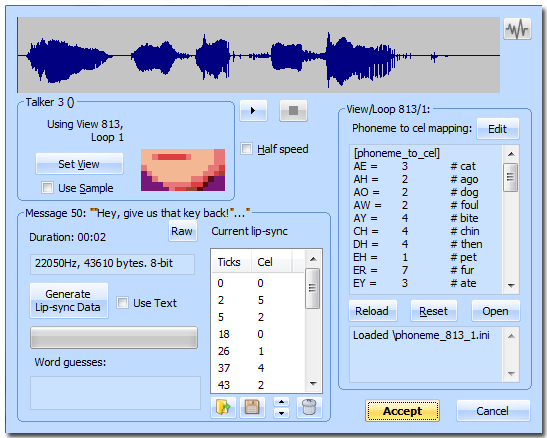 Talker 3 ()
Using View 813,
Loop 1
Set View
Use Sample
Half speed
View/Loop 813/1:
Phoneme to cel mapping:
Edit
[phoneme_to_cel]
AE = 3 # cat
AH = 2 # ago
AO = 2 # dog
AW = 2 # foul
AY = 4 # bite
CH = 4 # chin
DH = 4 # then
EH = 1 # pet
ER = 7 # fur
EY = 3 # ate
Reload
Reset
Open
Loaded \phoneme_813_1.ini
Message 50: ""Hey, give us that key back!"..."
Duration: 00:02
Raw
22050Hz, 43610 bytes. 8-bit
Generate
Lip-sync Data
Use Text
Word guesses:
Current lip-sync
Ticks Cel
0 0
2 5
5 2
18 0
26 1
37 4
43 2
Accept
Cancel